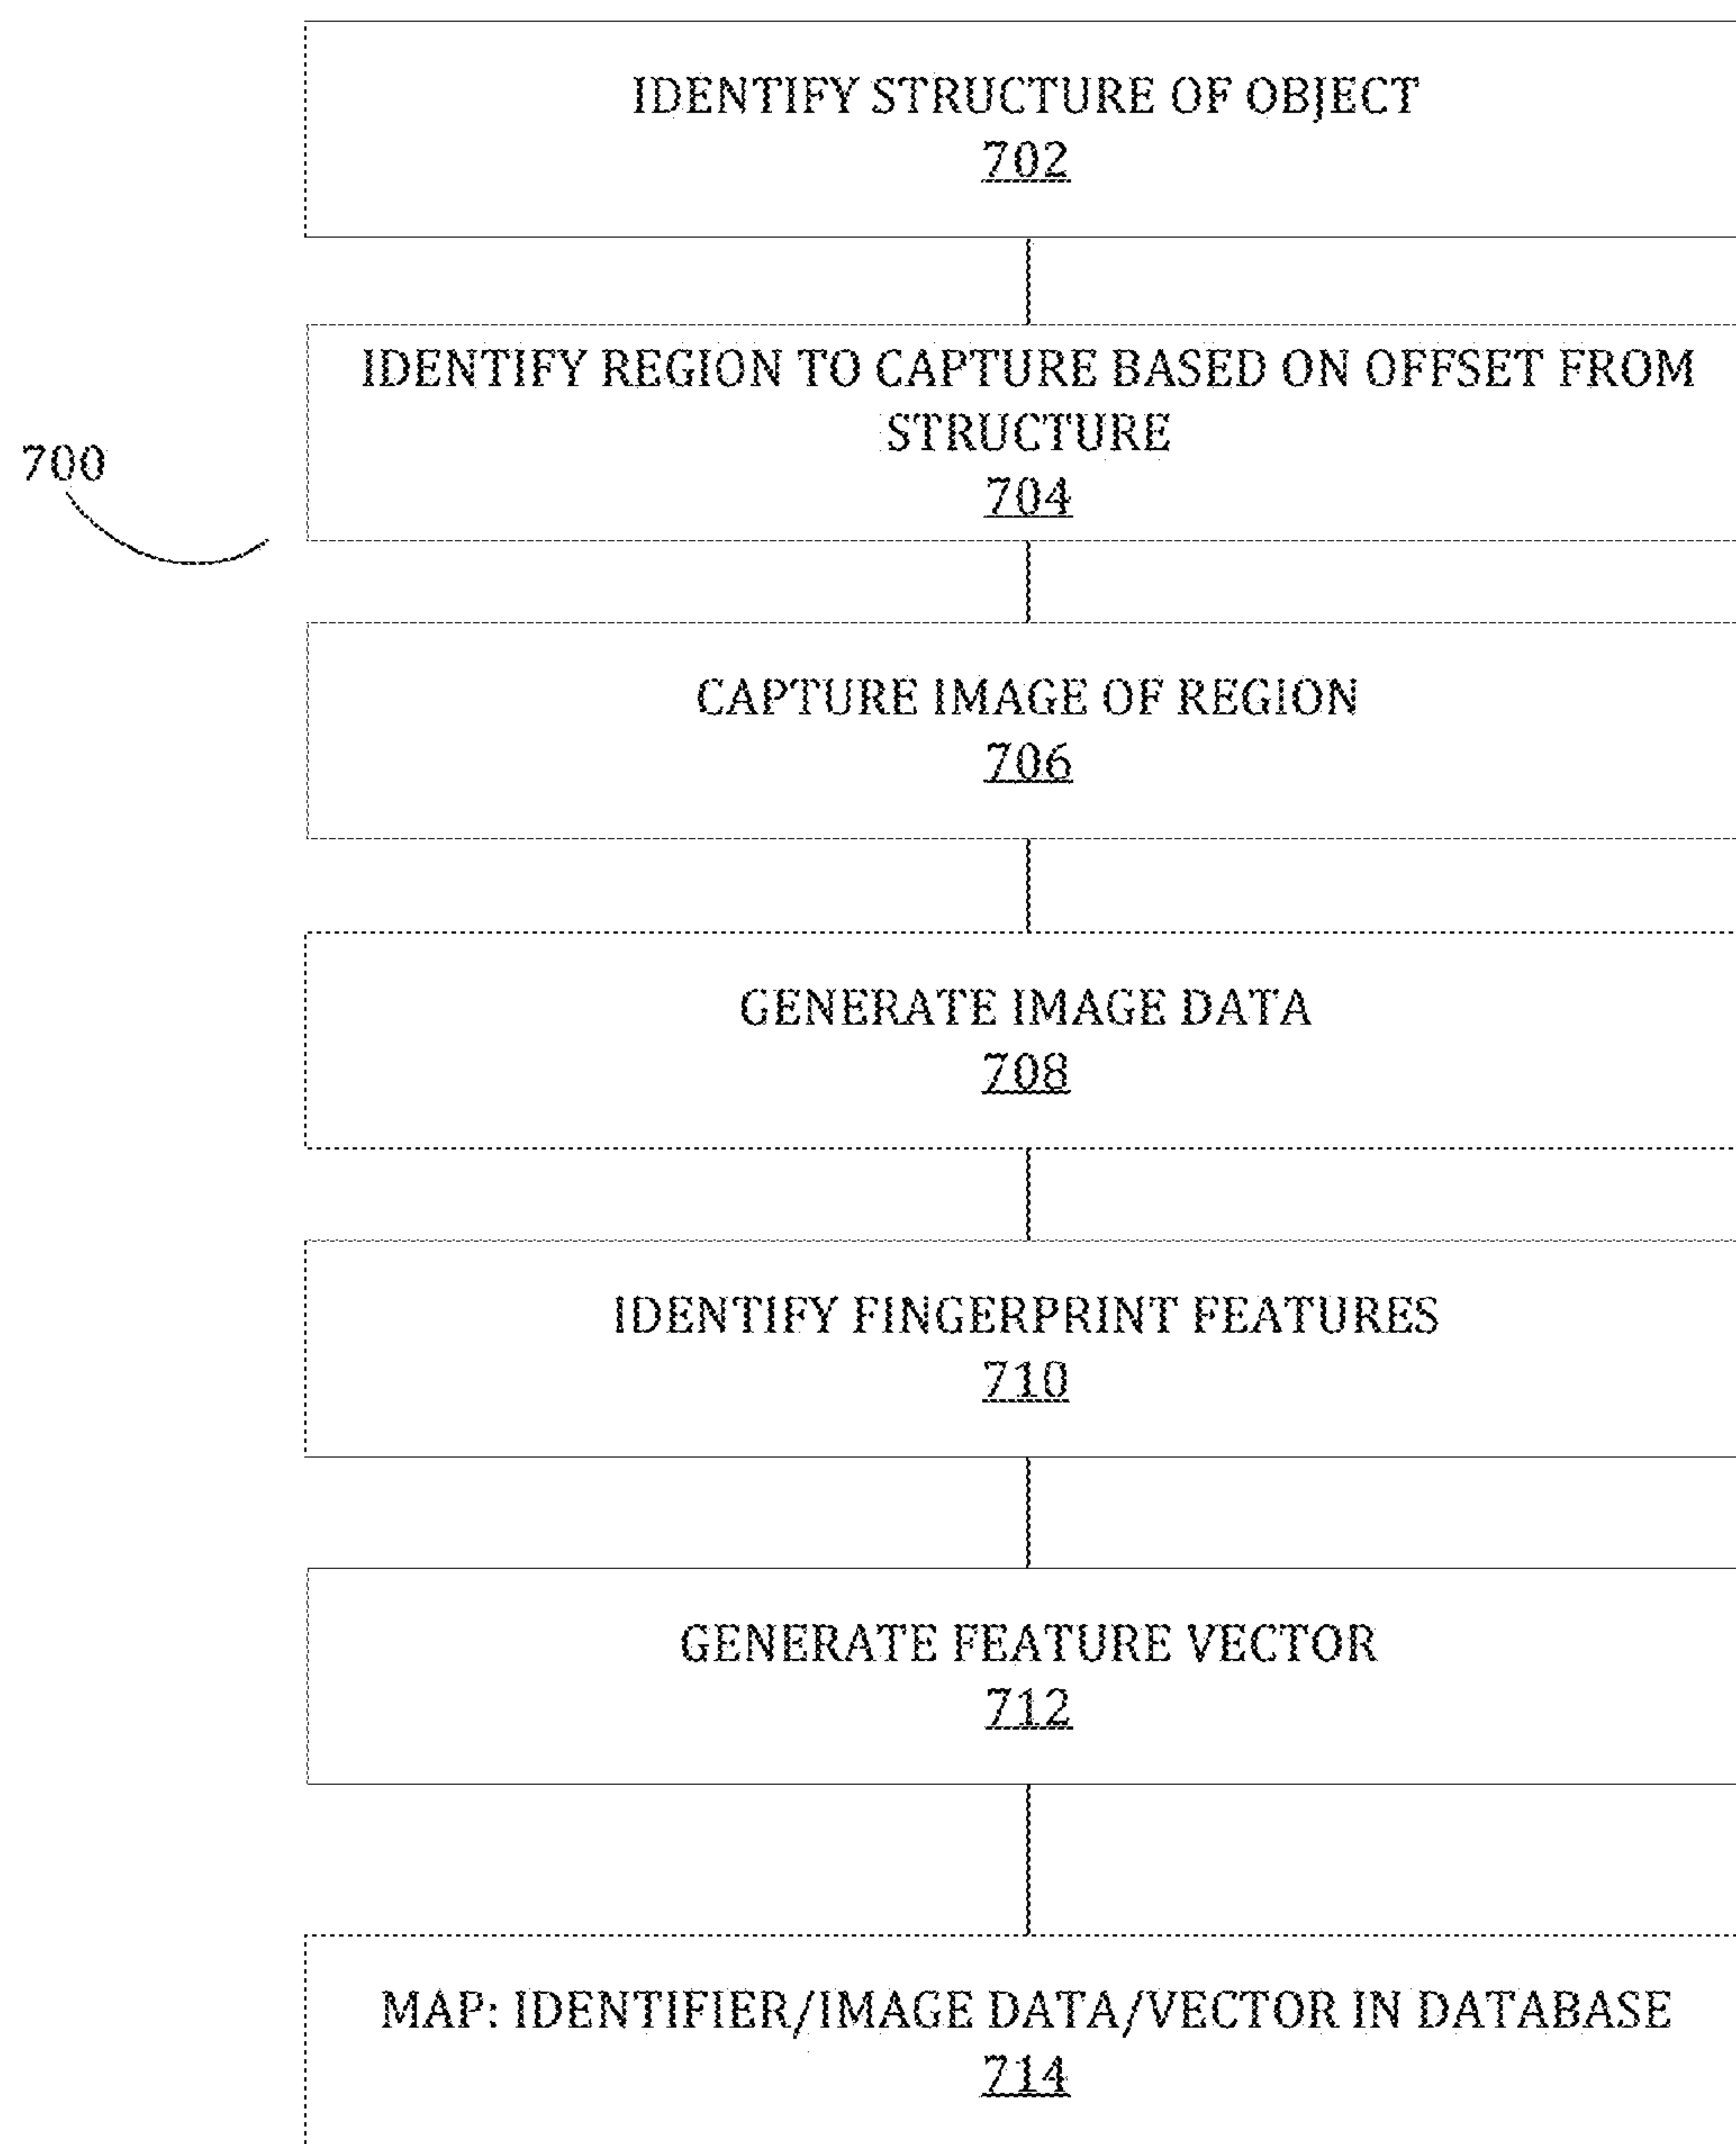 IDENTIFY STRUCTURE OF OBJECT
702
IDENTIFY REGION TO CAPTURE BASED ON OFFSET FROM
STRUCTURE
704
700
CAPTURE IMAGE OF REGION
706
GENERATE IMAGE DATA
708
IDENTIFY FINGERPRINT FEATURES
710
GENERATE FEATURE VECTOR
712
MAP: IDENTIFIER/IMAGE DATA/VECTOR IN DATABASE
714